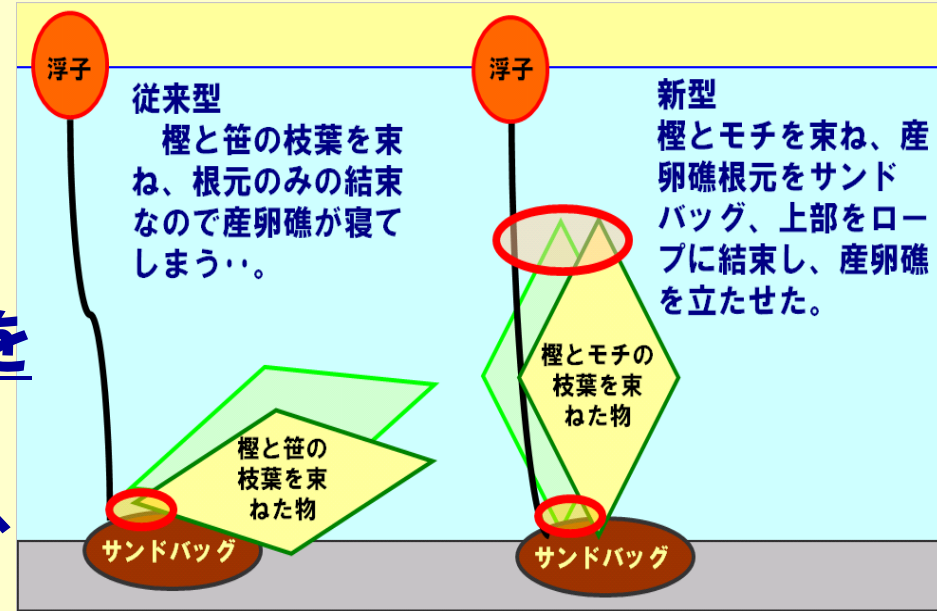 浮子
従来型
樫と笹の枝葉を束
ね、根元のみの結束
なので産卵礁が寝て
しまう‥。
樫と笹の
枝葉を束
ねた物
サンドバッグ
浮子
新型
樫とモチを束ね、産
卵礁根元をサンド
バッグ、上部をロー
プに結束し、産卵礁
を立たせた。
樫とモチの
枝葉を束
ねた物
サンドバッグ
を
、